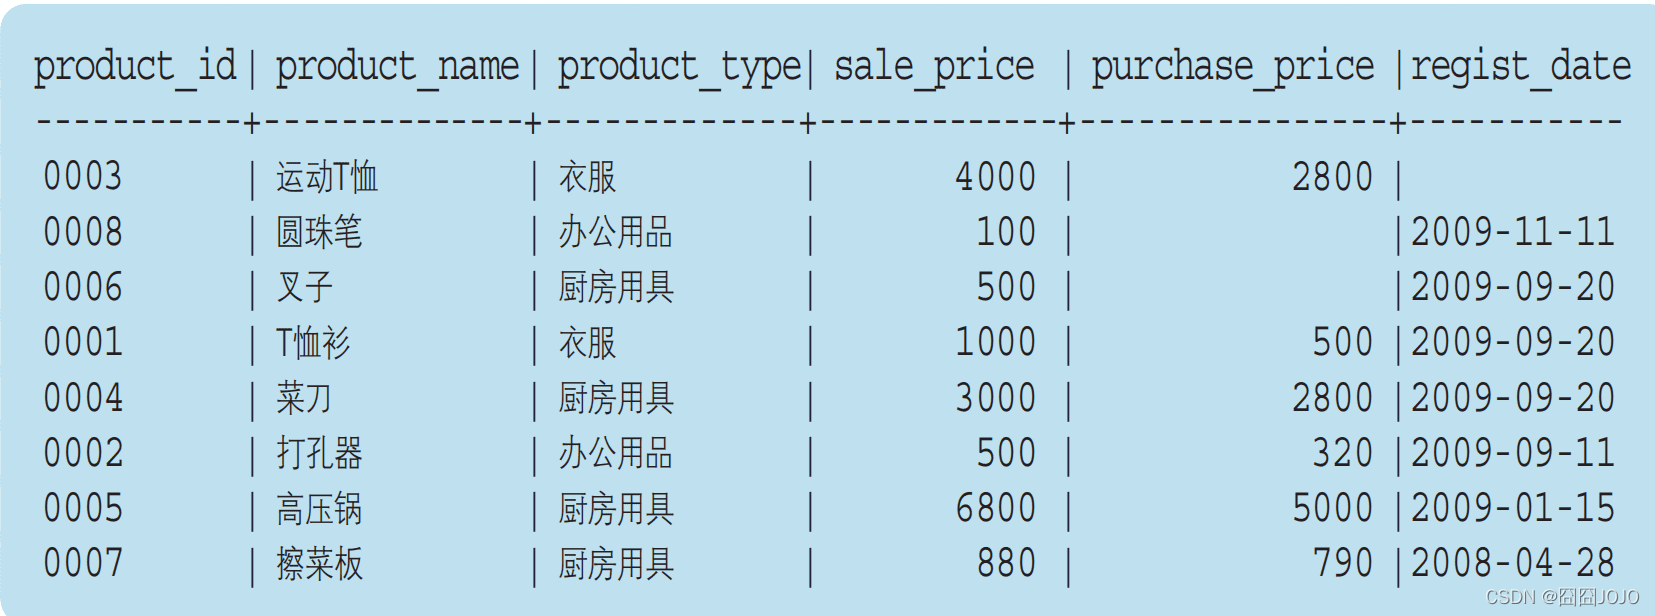 product_id| product_name| product_type| sale_price | purchase_price |regist_date
-----------+--------------+-------------+-------------+----------------+-----------
0003 | 运动T恤 | 衣服 | 4000 | 2800 |
0008 | 圆珠笔 | 办公用品 | 100 | |2009-11-11
0006 | 叉子 | 厨房用具 | 500 | |2009-09-20
0001 | T恤衫 | 衣服 | 1000 | 500 |2009-09-20
0004 | 菜刀 | 厨房用具 | 3000 | 2800 |2009-09-20
0002 | 打孔器 | 办公用品 | 500 | 320 |2009-09-11
0005 | 高压锅 | 厨房用具 | 6800 | 5000 |2009-01-15
0007 | 擦菜板 | 厨房用具 | 880 | 790 |2008-04-28
CSDN @囧囧JOJO